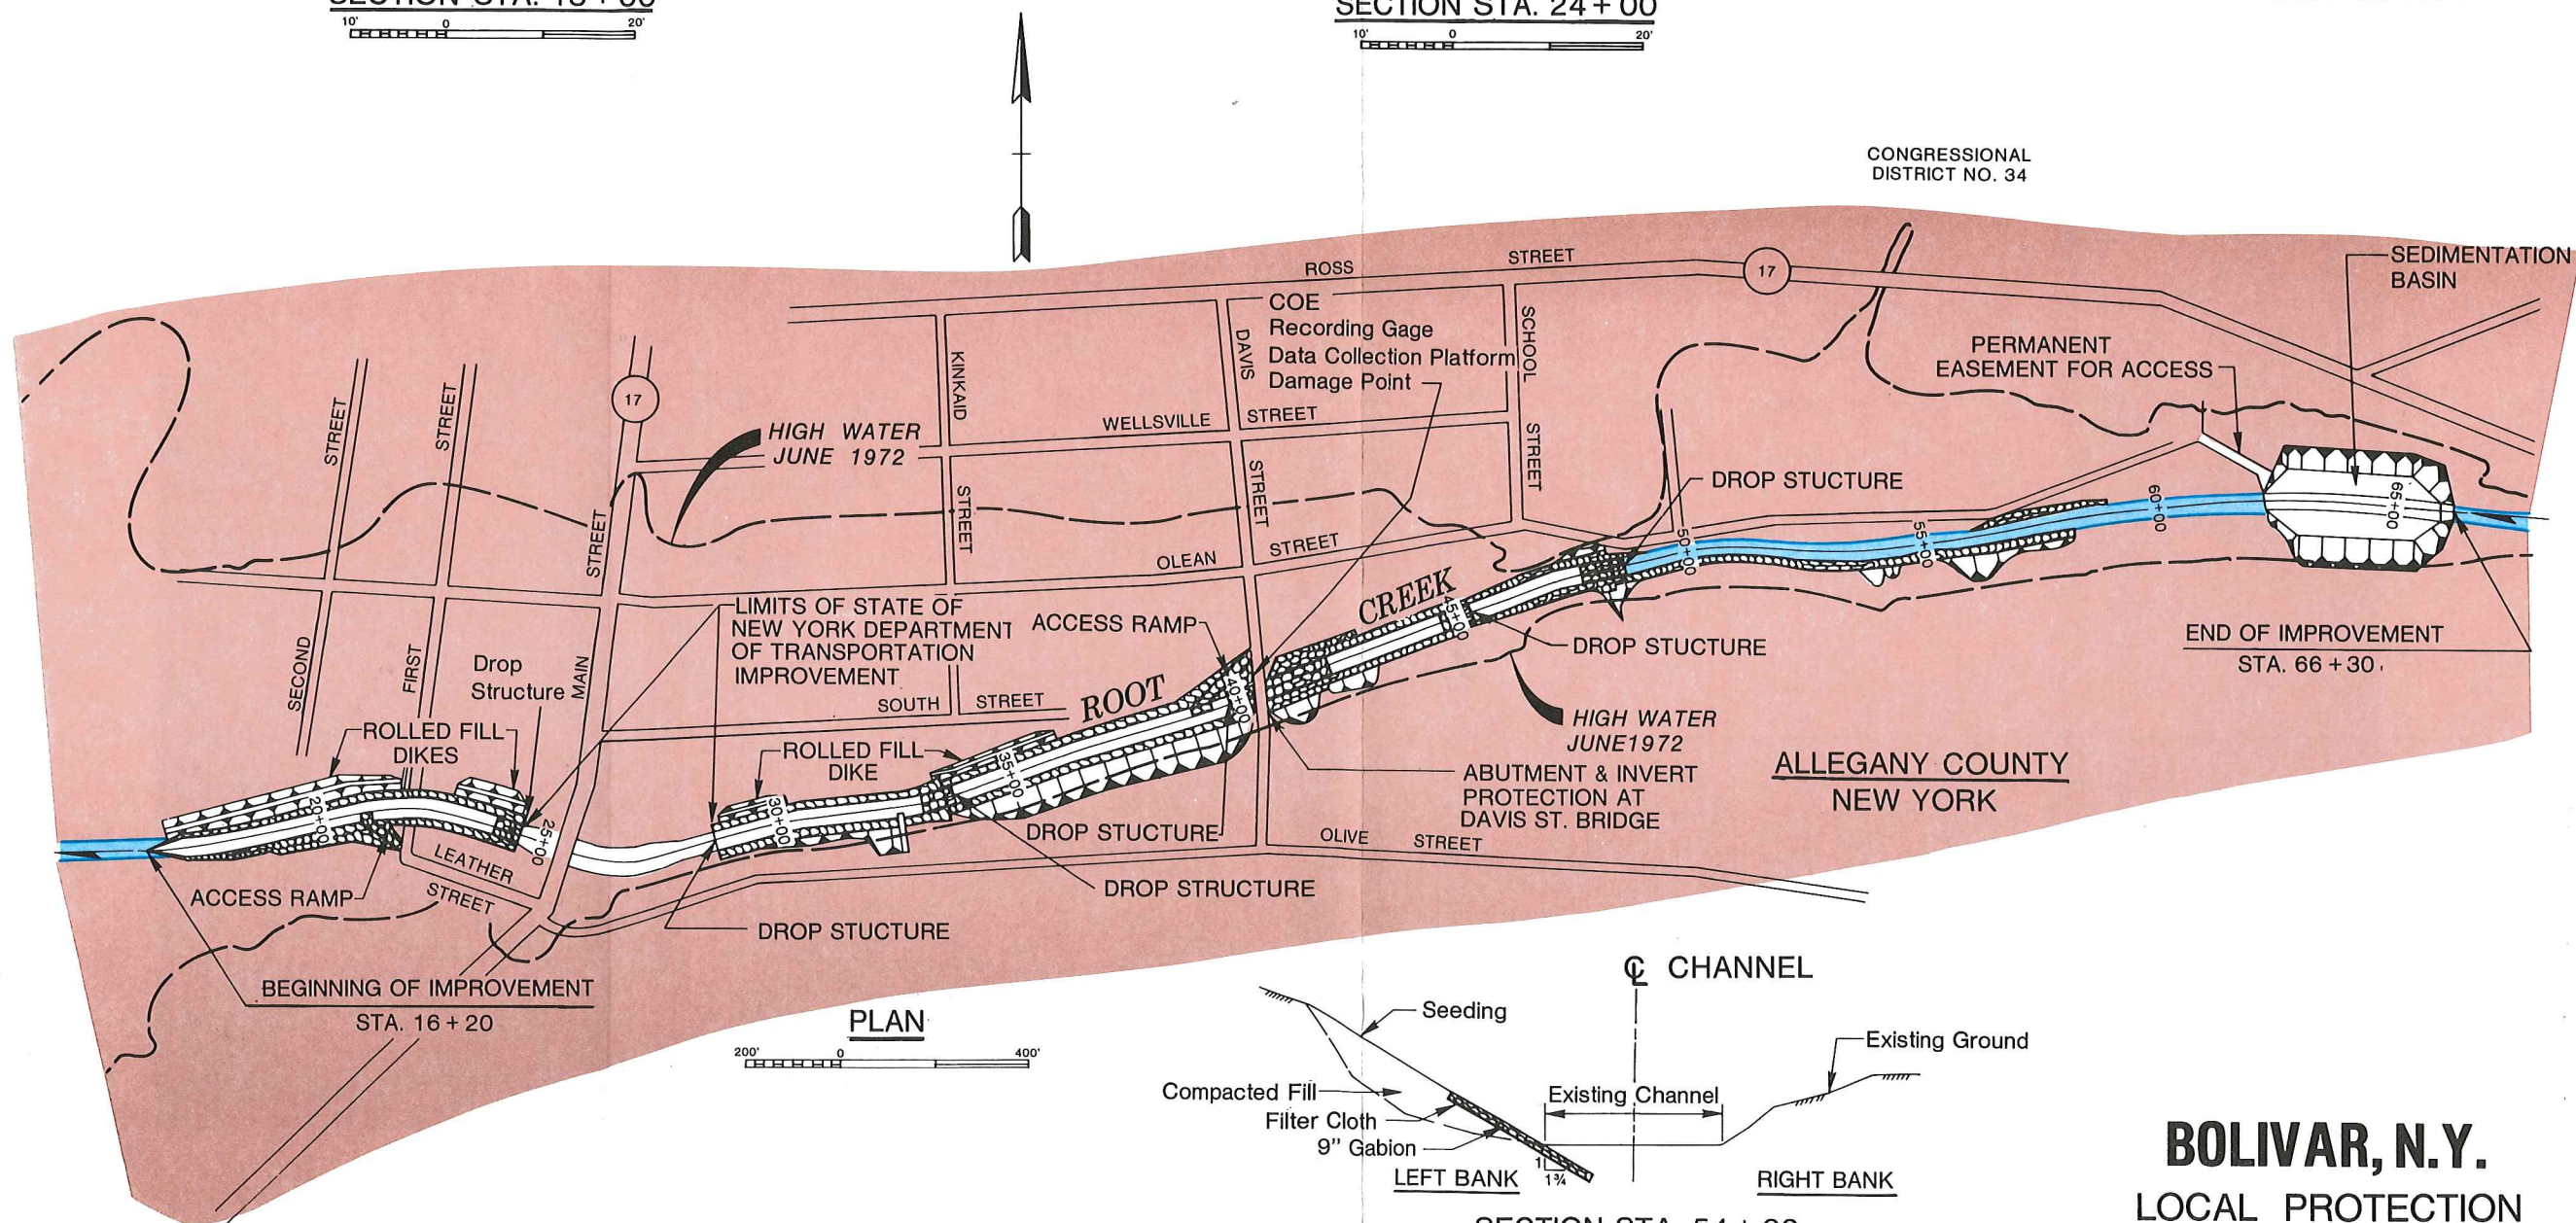 SECTION STA. 24 + 00
10' 0 20'
10' 0 20'
CONGRESSIONAL
DISTRICT NO. 34
SEDIMENTATION
BASIN
ROSS STREET
17
COE
Recording Gage
Data Collection Platform
Damage Point
SCHOOL
STREET
DAVIS
STREET
KINKAID
STREET
PERMANENT
EASEMENT FOR ACCESS
17
HIGH WATER
JUNE 1972
WELLSVILLE STREET
STREET
STREET
STREET
DROP STUCTURE
65+00
60+00
55+00
50+00
OLEAN STREET
LIMITS OF STATE OF
NEW YORK DEPARTMENT
OF TRANSPORTATION
IMPROVEMENT
ACCESS RAMP
ROOT CREEK
45+00
DROP STUCTURE
END OF IMPROVEMENT
STA. 66 + 30
SECOND
FIRST
MAIN
Drop
Structure
SOUTH STREET
40+00
HIGH WATER
JUNE1972
ROLLED FILL
DIKES
ROLLED FILL
DIKE
35+00
30+00
25+00
20+00
ABUTMENT & INVERT
PROTECTION AT
DAVIS ST. BRIDGE
ALLEGANY COUNTY
NEW YORK
DROP STUCTURE
OLIVE STREET
LEATHER
STREET
ACCESS RAMP
DROP STRUCTURE
DROP STUCTURE
BEGINNING OF IMPROVEMENT
STA. 16 + 20
PLAN
200' 0 400'
℄ CHANNEL
Seeding
Existing Ground
Compacted Fill
Existing Channel
Filter Cloth
9" Gabion
1
1¾
LEFT BANK
RIGHT BANK
BOLIVAR, N.Y.
LOCAL PROTECTION